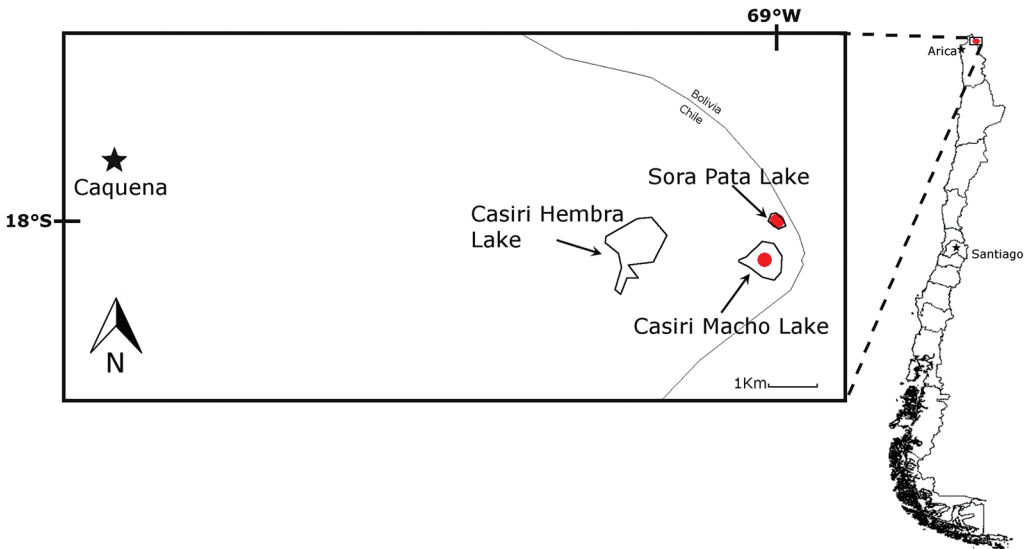 69°W
Arica
Bolivia
Chile
Caquena
Sora Pata Lake
18°S
Casiri Hembra
Lake
Santiago
Casiri Macho Lake
N
1Km